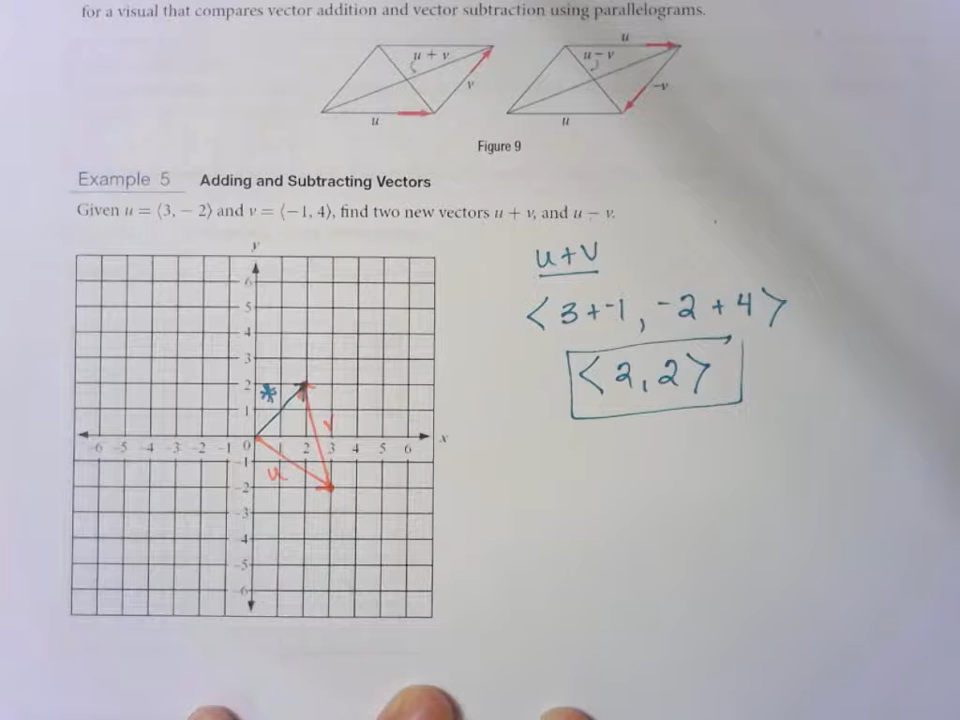 for a visual that compares vector addition and vector subtraction using parallelograms.
u + v
v
u
u
u − v
−v
u
Figure 9
Example 5 Adding and Subtracting Vectors
Given u = ⟨3, − 2⟩ and v = ⟨−1, 4⟩, find two new vectors u + v, and u − v.
y
6
5
4
3
2
1
-6 -5 -4 -3 -2 -1 0 1 2 3 4 5 6 x
-1
-2
-3
-4
-5
-6
*
v
u
u+v
<3+-1, -2+4>
<2,2>